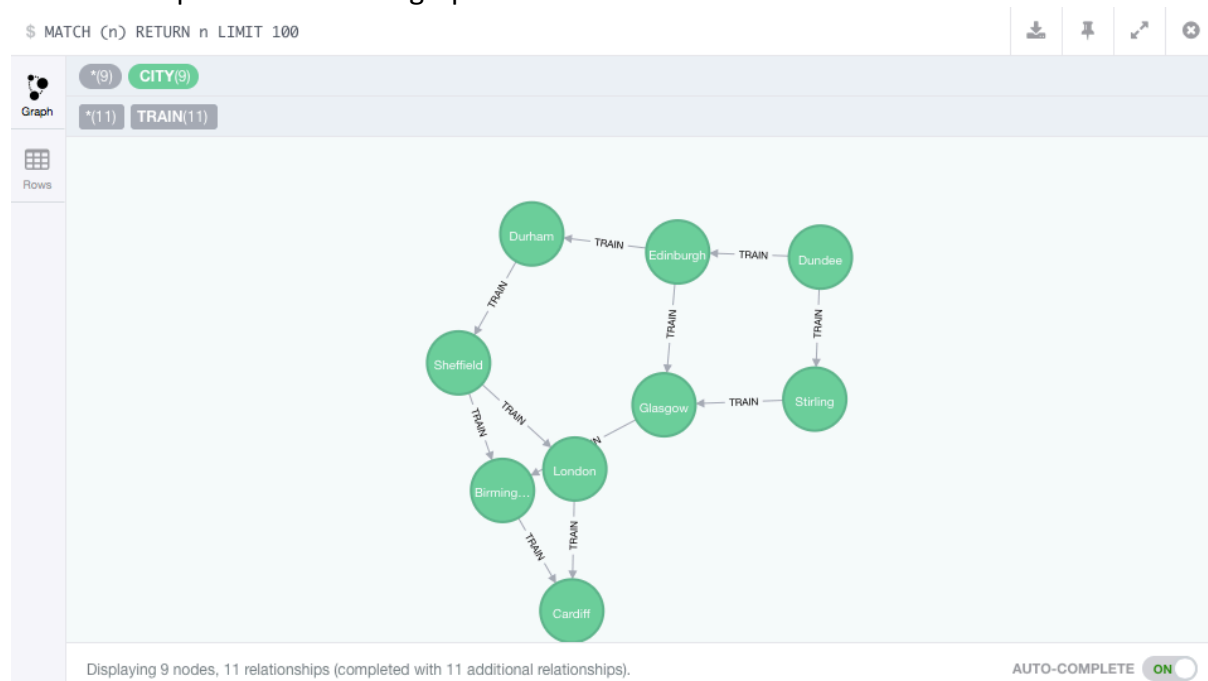 $ MATCH (n) RETURN n LIMIT 100
*(9) CITY(9)
Graph
*(11) TRAIN(11)
Rows
Durham
TRAIN
Edinburgh
TRAIN
Dundee
TRAIN
TRAIN
TRAIN
Sheffield
TRAIN
Glasgow
TRAIN
Stirling
TRAIN
N
London
Birming...
TRAIN
TRAIN
Cardiff
Displaying 9 nodes, 11 relationships (completed with 11 additional relationships).
AUTO-COMPLETE ON